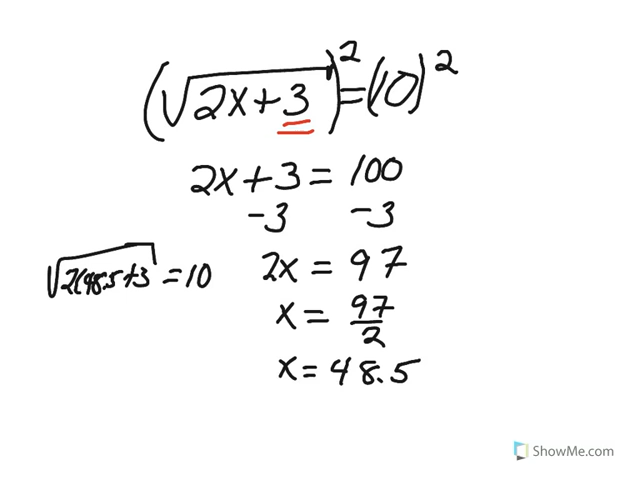 (√2x+3)²=(10)²
2x+3=100
-3 -3
2x=97
√2(48.5+3 =10
x=97/2
x=48.5
ShowMe.com